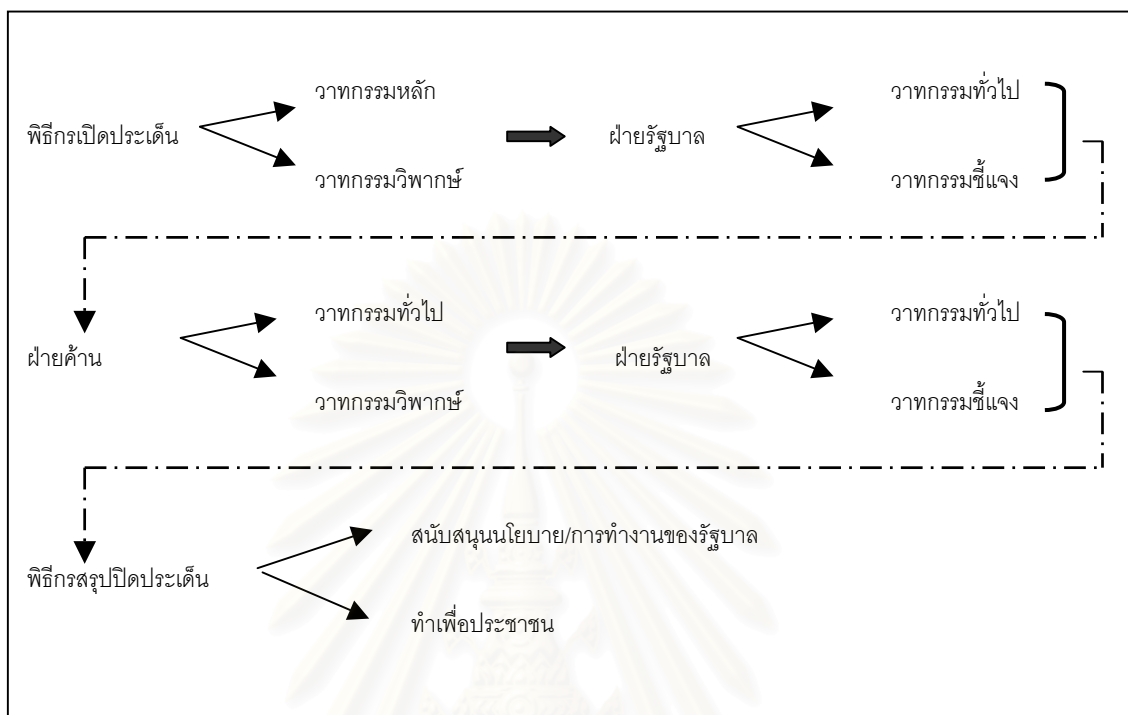 วาทกรรมหลัก วาทกรรมทั่วไป
พิธีกรเปิดประเด็น ฝ่ายรัฐบาล
วาทกรรมวิพากษ์ วาทกรรมชี้แจง
วาทกรรมทั่วไป วาทกรรมทั่วไป
ฝ่ายค้าน ฝ่ายรัฐบาล
วาทกรรมวิพากษ์ วาทกรรมชี้แจง
สนับสนุนนโยบาย/การทำงานของรัฐบาล
พิธีกรสรุปปิดประเด็น
ทำเพื่อประชาชน